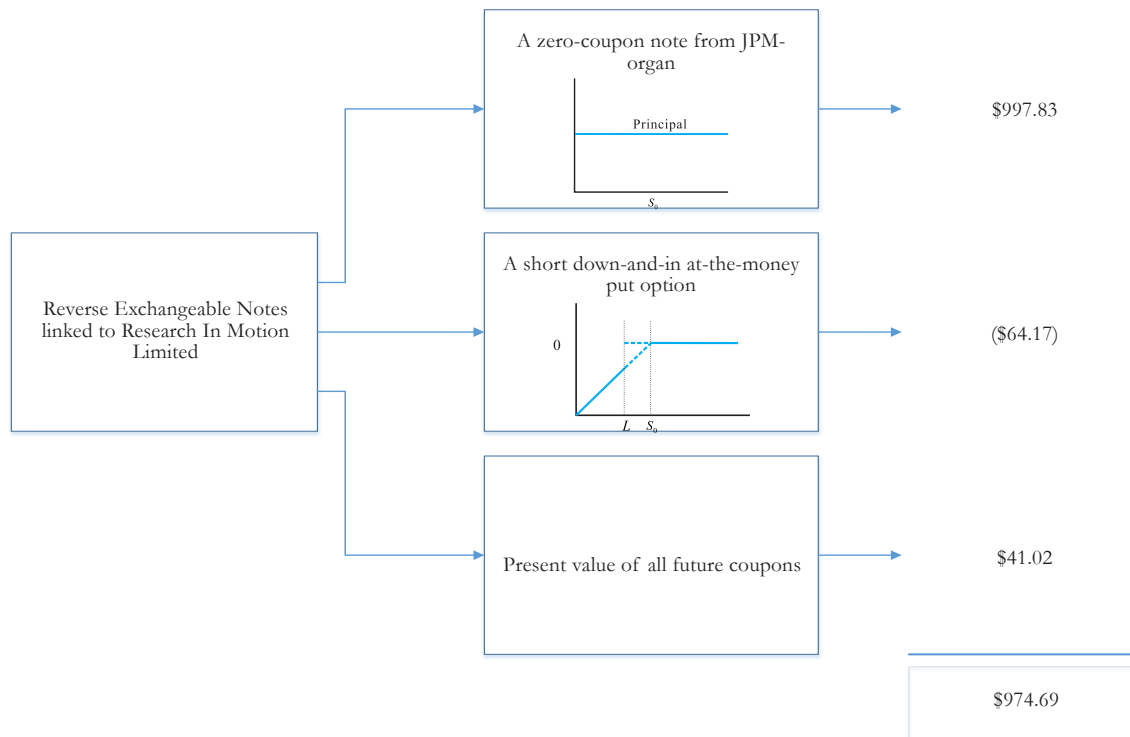 A zero-coupon note from JPM-
organ
Principal
S₀
$997.83
Reverse Exchangeable Notes
linked to Research In Motion
Limited
A short down-and-in at-the-money
put option
0
L S₀
($64.17)
Present value of all future coupons
$41.02
$974.69